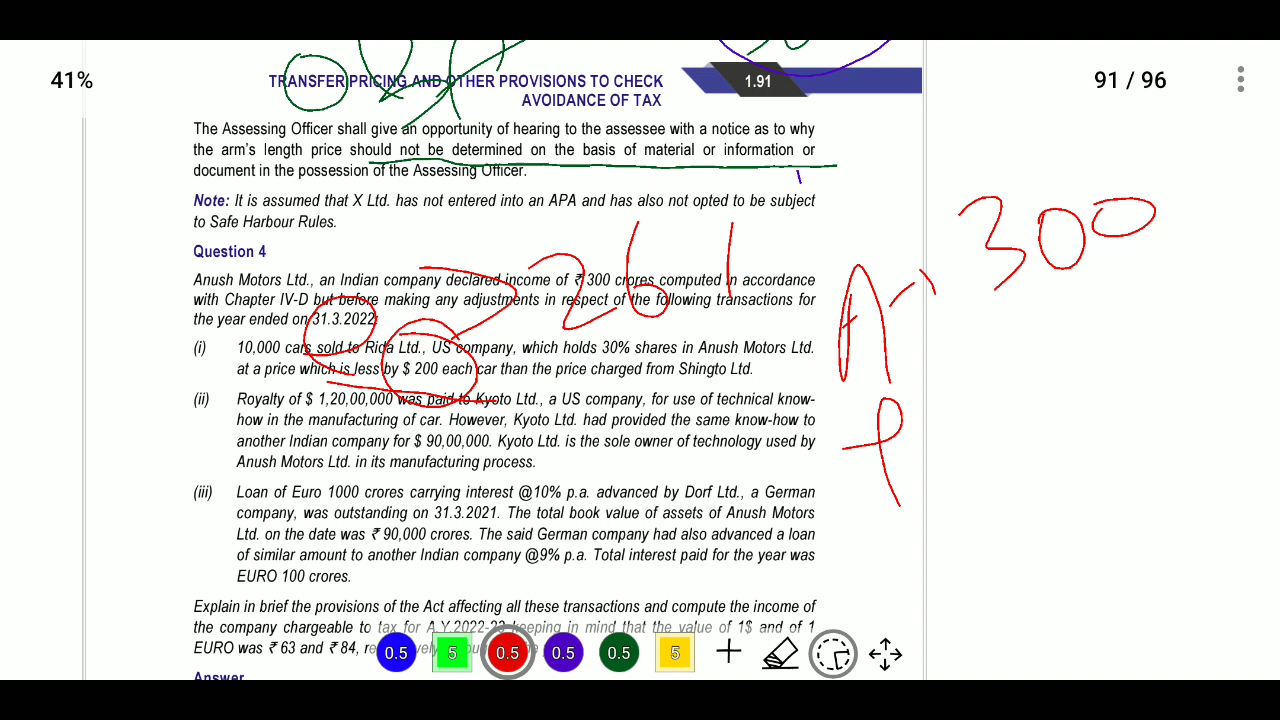 41%
TRANSFER PRICING AND OTHER PROVISIONS TO CHECK
AVOIDANCE OF TAX
1.91
91 / 96
The Assessing Officer shall give an opportunity of hearing to the assessee with a notice as to why
the arm's length price should not be determined on the basis of material or information or
document in the possession of the Assessing Officer.
Note: It is assumed that X Ltd. has not entered into an APA and has also not opted to be subject
to Safe Harbour Rules.
300
Question 4
261
Anush Motors Ltd., an Indian company declared income of ₹ 300 crores computed in accordance
with Chapter IV-D but before making any adjustments in respect of the following transactions for
the year ended on 31.3.2022:
(i) 10,000 cars sold to Rida Ltd., US company, which holds 30% shares in Anush Motors Ltd.
at a price which is less by $ 200 each car than the price charged from Shingto Ltd.
(ii) Royalty of $ 1,20,00,000 was paid to Kyoto Ltd., a US company, for use of technical know-
how in the manufacturing of car. However, Kyoto Ltd. had provided the same know-how to
another Indian company for $ 90,00,000. Kyoto Ltd. is the sole owner of technology used by
Anush Motors Ltd. in its manufacturing process.
(iii) Loan of Euro 1000 crores carrying interest @10% p.a. advanced by Dorf Ltd., a German
company, was outstanding on 31.3.2021. The total book value of assets of Anush Motors
Ltd. on the date was ₹ 90,000 crores. The said German company had also advanced a loan
of similar amount to another Indian company @9% p.a. Total interest paid for the year was
EURO 100 crores.
Explain in brief the provisions of the Act affecting all these transactions and compute the income
of the company chargeable to tax for A.Y.2022-23 keeping in mind that the value of 1$ and of 1
EURO was ₹ 63 and ₹ 84,
0.5 5 0.5 0.5 0.5 5
Answer